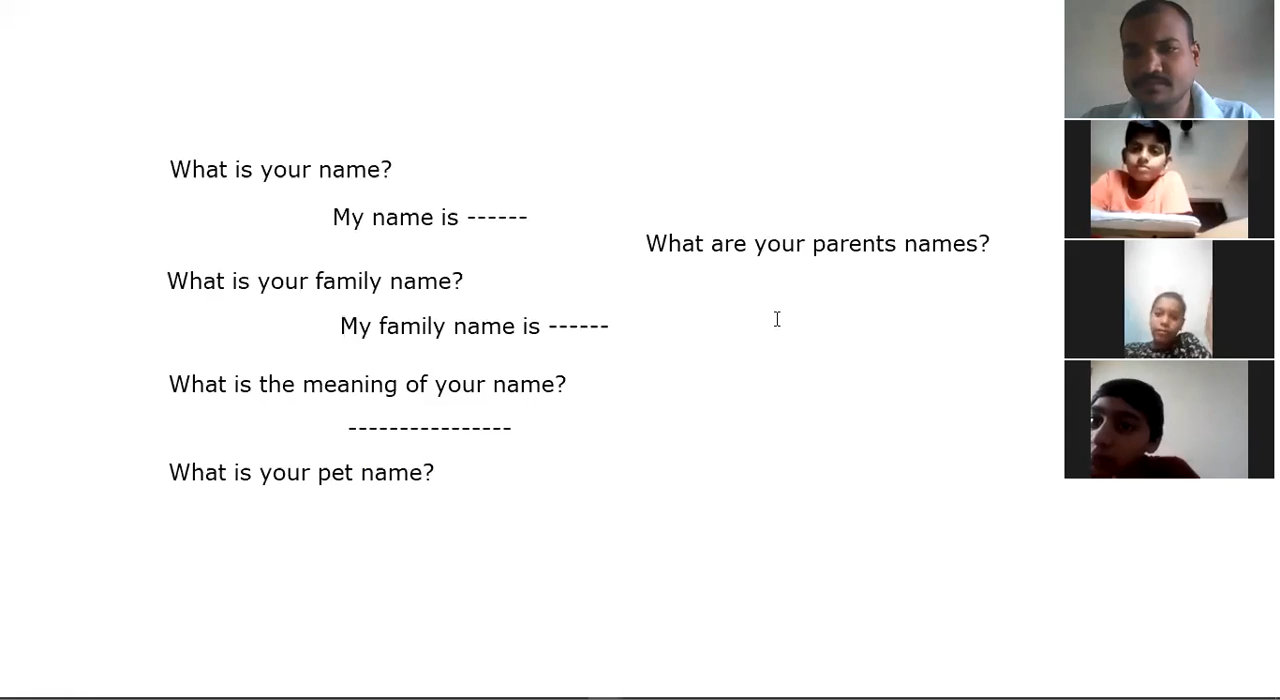 What is your name?
My name is ------
What is your family name?
My family name is ------
What is the meaning of your name?
----------------
What is your pet name?
What are your parents names?